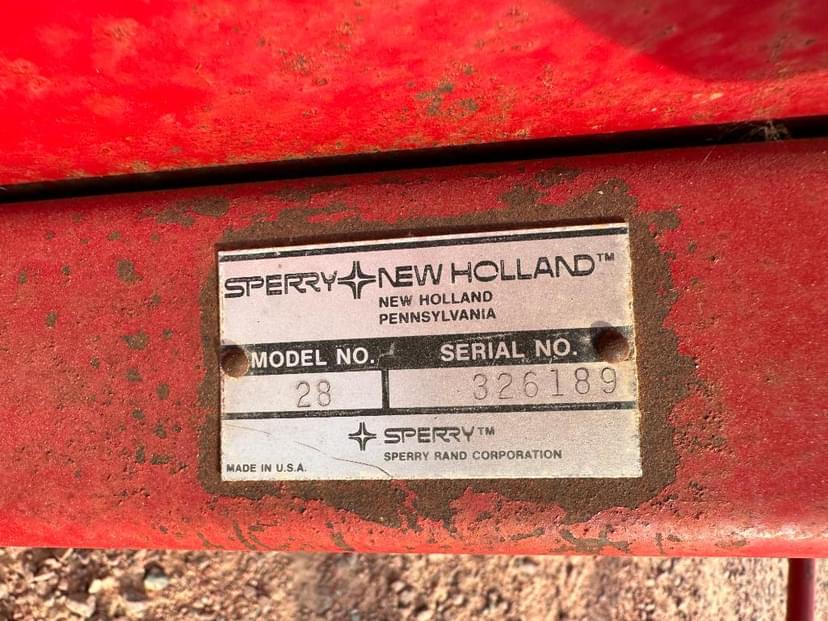 SPERRY NEW HOLLAND™
NEW HOLLAND
PENNSYLVANIA
MODEL NO. SERIAL NO.
28 326189
SPERRY™
SPERRY RAND CORPORATION
MADE IN U.S.A.